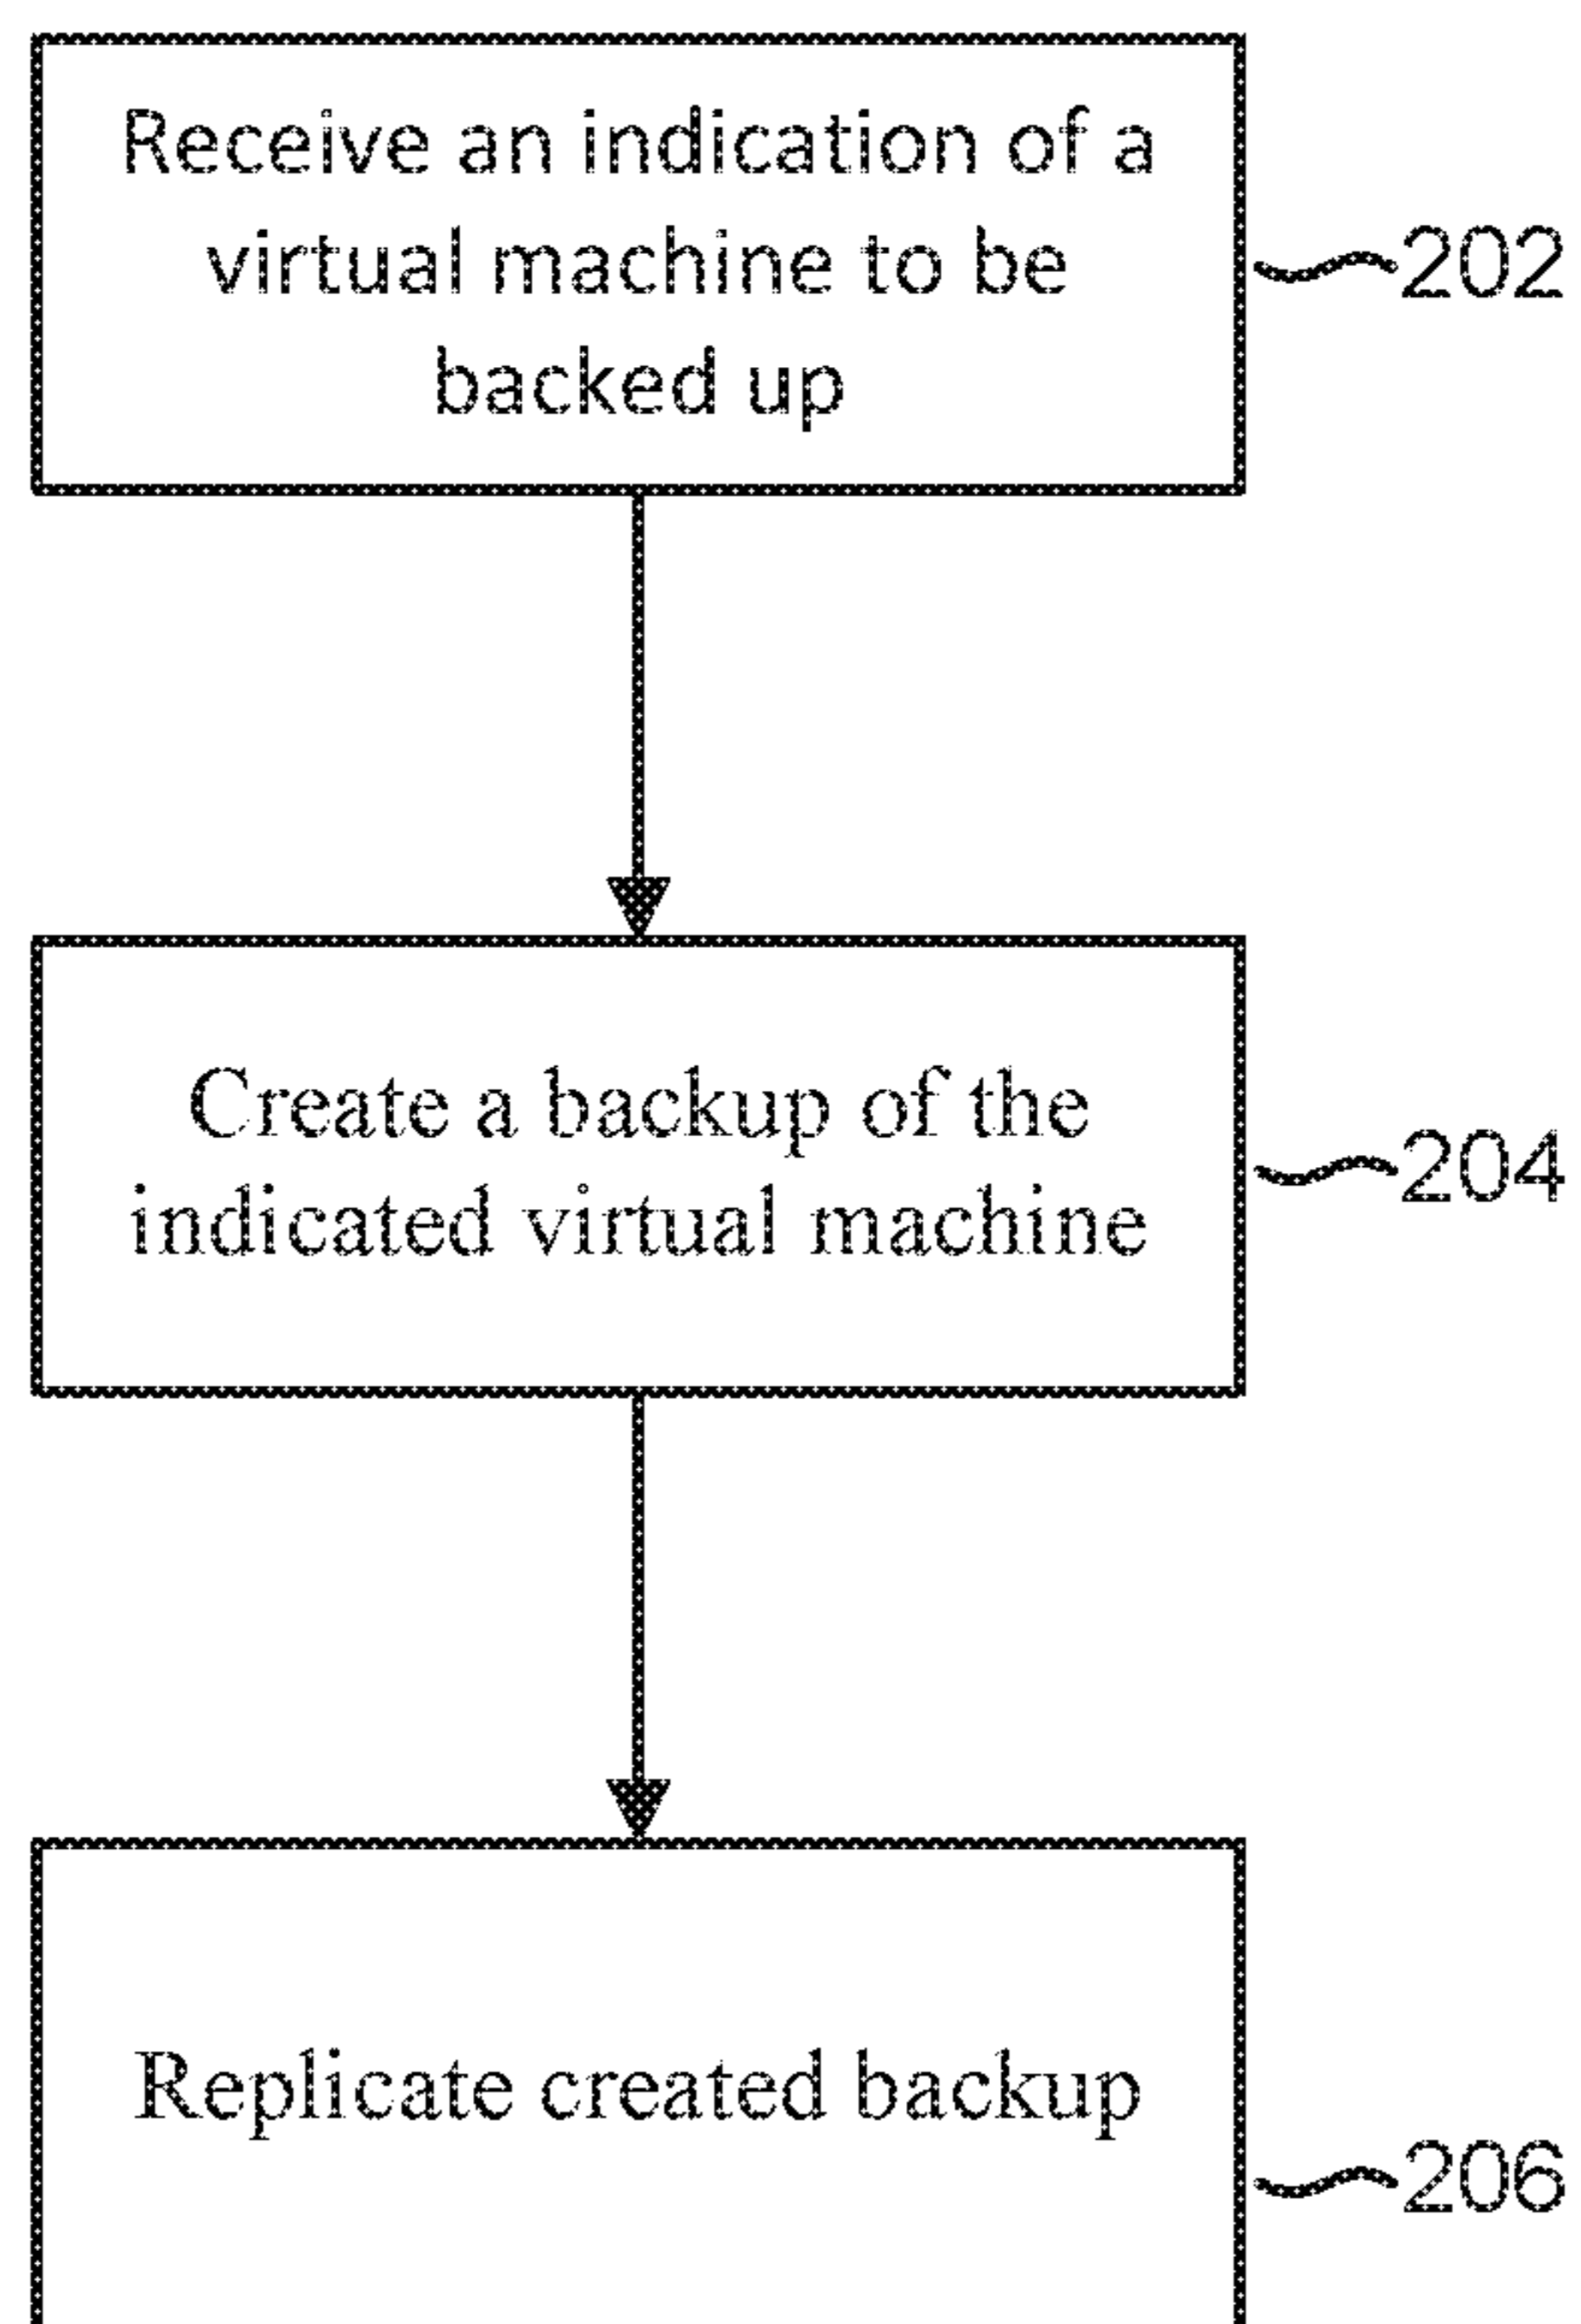 Receive an indication of a
virtual machine to be
backed up
202
Create a backup of the
indicated virtual machine
204
Replicate created backup
206